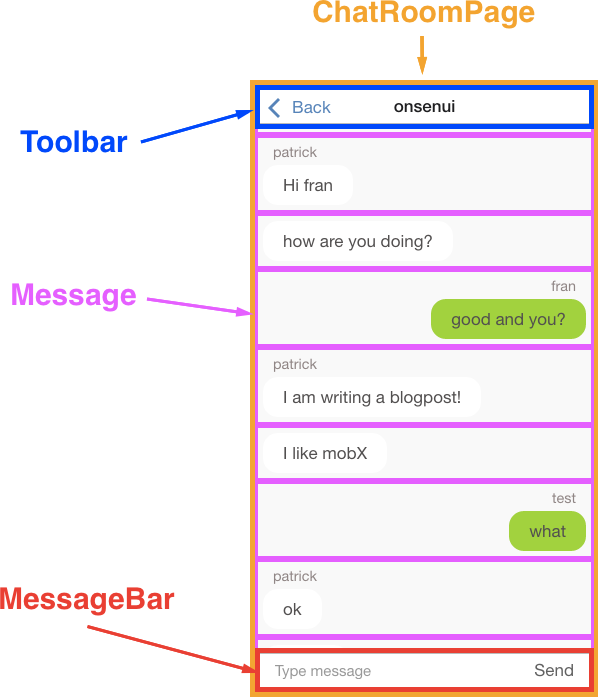 ChatRoomPage
Back
onsenui
Toolbar
patrick
Hi fran
how are you doing?
Message
fran
good and you?
patrick
I am writing a blogpost!
I like mobX
test
what
patrick
ok
MessageBar
Type message
Send